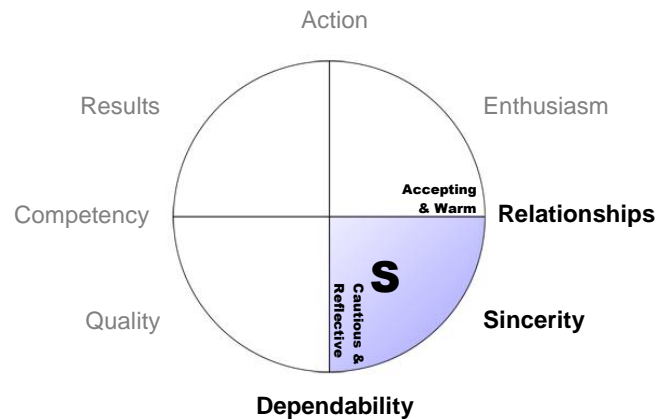 Action
Results
Enthusiasm
Accepting
& Warm
Competency
Relationships
S
Cautious &
Reflective
Quality
Sincerity
Dependability